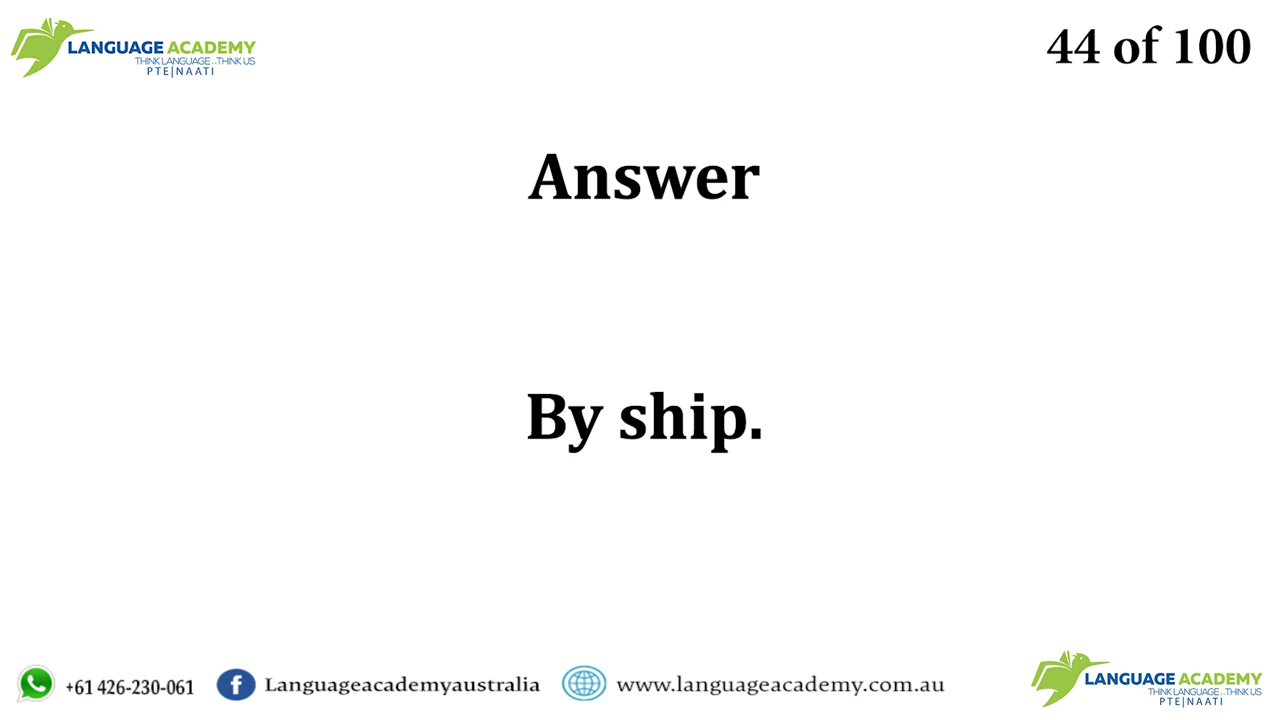 LANGUAGE ACADEMY
THINK LANGUAGE...THINK US
PTE|NAATI
44 of 100
Answer
By ship.
+61 426-230-061
Languageacademyaustralia
www.languageacademy.com.au
LANGUAGE ACADEMY
THINK LANGUAGE...THINK US
PTE|NAATI